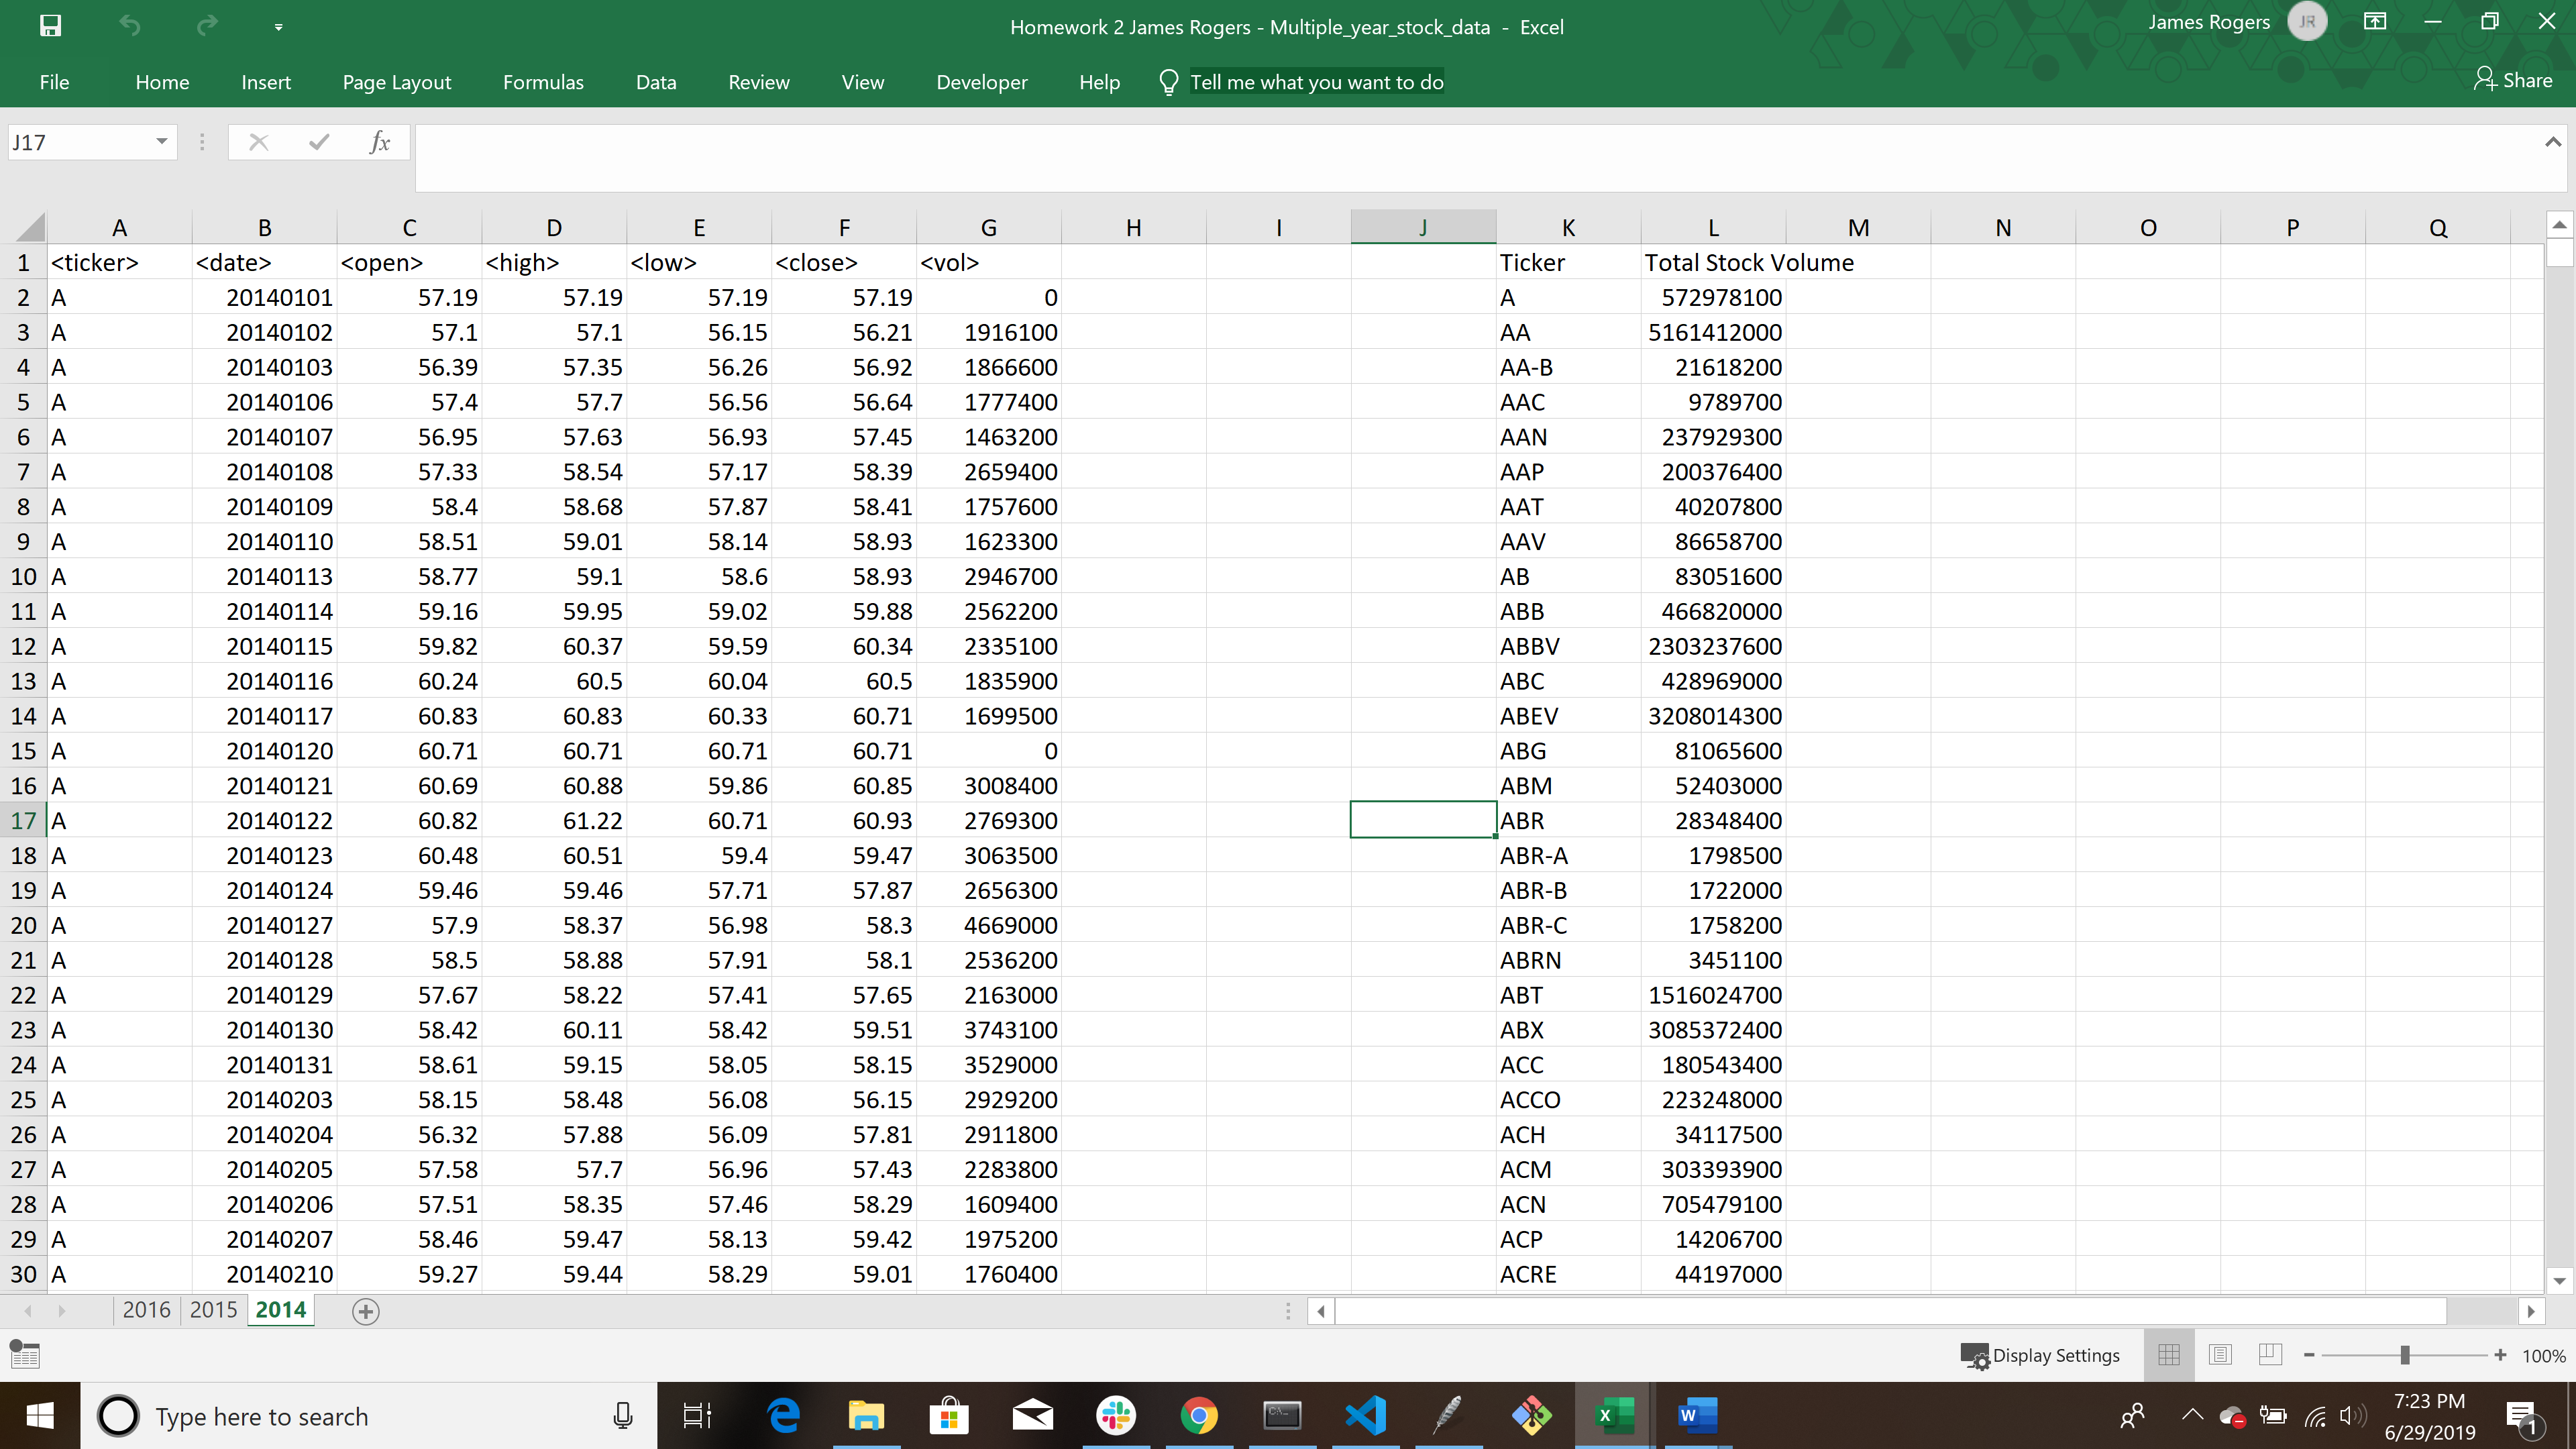 Homework 2 James Rogers - Multiple_year_stock_data - Excel
James Rogers JR
File Home Insert Page Layout Formulas Data Review View Developer Help Tell me what you want to do Share
J17 fx
A B C D E F G H I J K L M N O P Q
1 <ticker> <date> <open> <high> <low> <close> <vol> Ticker Total Stock Volume
2 A 20140101 57.19 57.19 57.19 57.19 0 A 572978100
3 A 20140102 57.1 57.1 56.15 56.21 1916100 AA 5161412000
4 A 20140103 56.39 57.35 56.26 56.92 1866600 AA-B 21618200
5 A 20140106 57.4 57.7 56.56 56.64 1777400 AAC 9789700
6 A 20140107 56.95 57.63 56.93 57.45 1463200 AAN 237929300
7 A 20140108 57.33 58.54 57.17 58.39 2659400 AAP 200376400
8 A 20140109 58.4 58.68 57.87 58.41 1757600 AAT 40207800
9 A 20140110 58.51 59.01 58.14 58.93 1623300 AAV 86658700
10 A 20140113 58.77 59.1 58.6 58.93 2946700 AB 83051600
11 A 20140114 59.16 59.95 59.02 59.88 2562200 ABB 466820000
12 A 20140115 59.82 60.37 59.59 60.34 2335100 ABBV 2303237600
13 A 20140116 60.24 60.5 60.04 60.5 1835900 ABC 428969000
14 A 20140117 60.83 60.83 60.33 60.71 1699500 ABEV 3208014300
15 A 20140120 60.71 60.71 60.71 60.71 0 ABG 81065600
16 A 20140121 60.69 60.88 59.86 60.85 3008400 ABM 52403000
17 A 20140122 60.82 61.22 60.71 60.93 2769300 ABR 28348400
18 A 20140123 60.48 60.51 59.4 59.47 3063500 ABR-A 1798500
19 A 20140124 59.46 59.46 57.71 57.87 2656300 ABR-B 1722000
20 A 20140127 57.9 58.37 56.98 58.3 4669000 ABR-C 1758200
21 A 20140128 58.5 58.88 57.91 58.1 2536200 ABRN 3451100
22 A 20140129 57.67 58.22 57.41 57.65 2163000 ABT 1516024700
23 A 20140130 58.42 60.11 58.42 59.51 3743100 ABX 3085372400
24 A 20140131 58.61 59.15 58.05 58.15 3529000 ACC 180543400
25 A 20140203 58.15 58.48 56.08 56.15 2929200 ACCO 223248000
26 A 20140204 56.32 57.88 56.09 57.81 2911800 ACH 34117500
27 A 20140205 57.58 57.7 56.96 57.43 2283800 ACM 303393900
28 A 20140206 57.51 58.35 57.46 58.29 1609400 ACN 705479100
29 A 20140207 58.46 59.47 58.13 59.42 1975200 ACP 14206700
30 A 20140210 59.27 59.44 58.29 59.01 1760400 ACRE 44197000
2016 2015 2014
Display Settings 100%
Type here to search
7:23 PM
6/29/2019
1